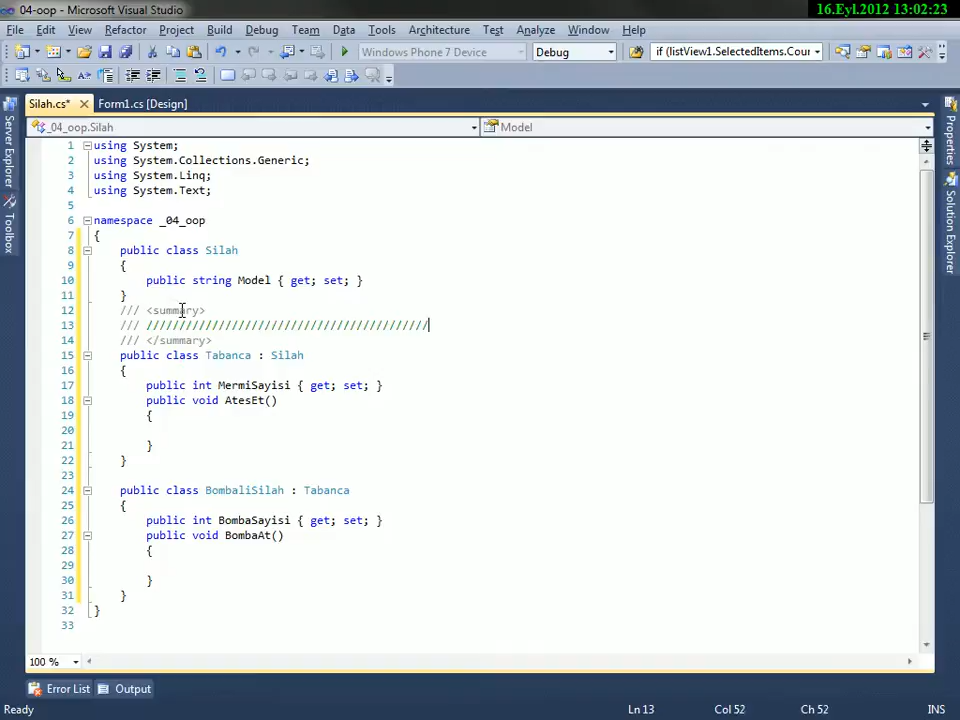 04-oop - Microsoft Visual Studio
16.Eyl.2012 13:02:23
File Edit View Refactor Project Build Debug Team Data Tools Architecture Test Analyze Window Help
Windows Phone 7 Device Debug if (listView1.SelectedItems.Cour
Silah.cs* Form1.cs [Design]
_04_oop.Silah Model
1 using System;
2 using System.Collections.Generic;
3 using System.Linq;
4 using System.Text;
5
6 namespace _04_oop
7 {
8 public class Silah
9 {
10 public string Model { get; set; }
11 }
12 /// <summary>
13 /// ///////////////////////////////////////////
14 /// </summary>
15 public class Tabanca : Silah
16 {
17 public int MermiSayisi { get; set; }
18 public void AtesEt()
19 {
20
21 }
22 }
23
24 public class BombaliSilah : Tabanca
25 {
26 public int BombaSayisi { get; set; }
27 public void BombaAt()
28 {
29
30 }
31 }
32 }
33
100 %
Server Explorer
Toolbox
Properties
Solution Explorer
Error List Output
Ready Ln 13 Col 52 Ch 52 INS